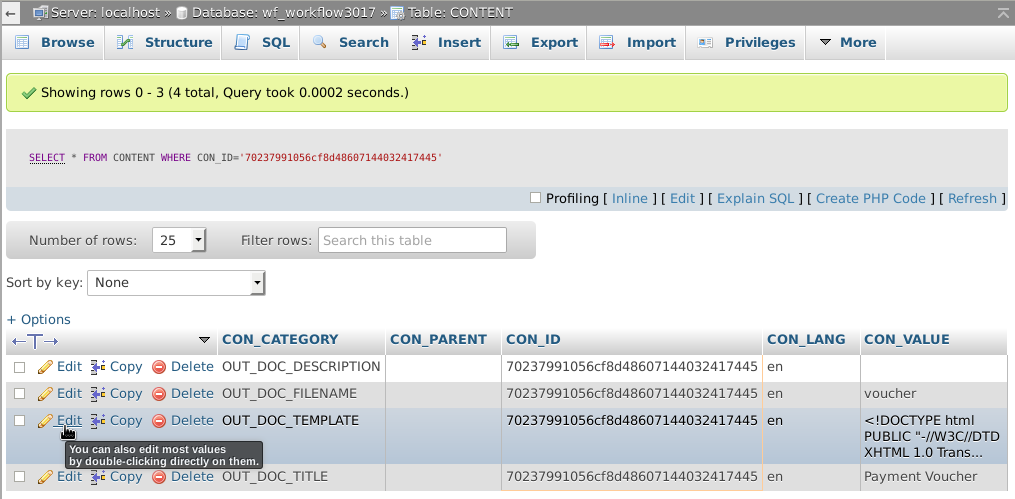 Server: localhost » Database: wf_workflow3017 » Table: CONTENT
Browse Structure SQL Search Insert Export Import Privileges More
Showing rows 0 - 3 (4 total, Query took 0.0002 seconds.)
SELECT * FROM CONTENT WHERE CON_ID='70237991056cf8d48607144032417445'
Profiling [ Inline ] [ Edit ] [ Explain SQL ] [ Create PHP Code ] [ Refresh ]
Number of rows: 25 Filter rows: Search this table
Sort by key: None
+ Options
←T→ CON_CATEGORY CON_PARENT CON_ID CON_LANG CON_VALUE
Edit Copy Delete OUT_DOC_DESCRIPTION 70237991056cf8d48607144032417445 en
Edit Copy Delete OUT_DOC_FILENAME 70237991056cf8d48607144032417445 en voucher
Edit Copy Delete OUT_DOC_TEMPLATE 70237991056cf8d48607144032417445 en <!DOCTYPE html
PUBLIC "-//W3C//DTD
XHTML 1.0 Trans...
You can also edit most values
by double-clicking directly on them.
Edit Copy Delete OUT_DOC_TITLE 70237991056cf8d48607144032417445 en Payment Voucher